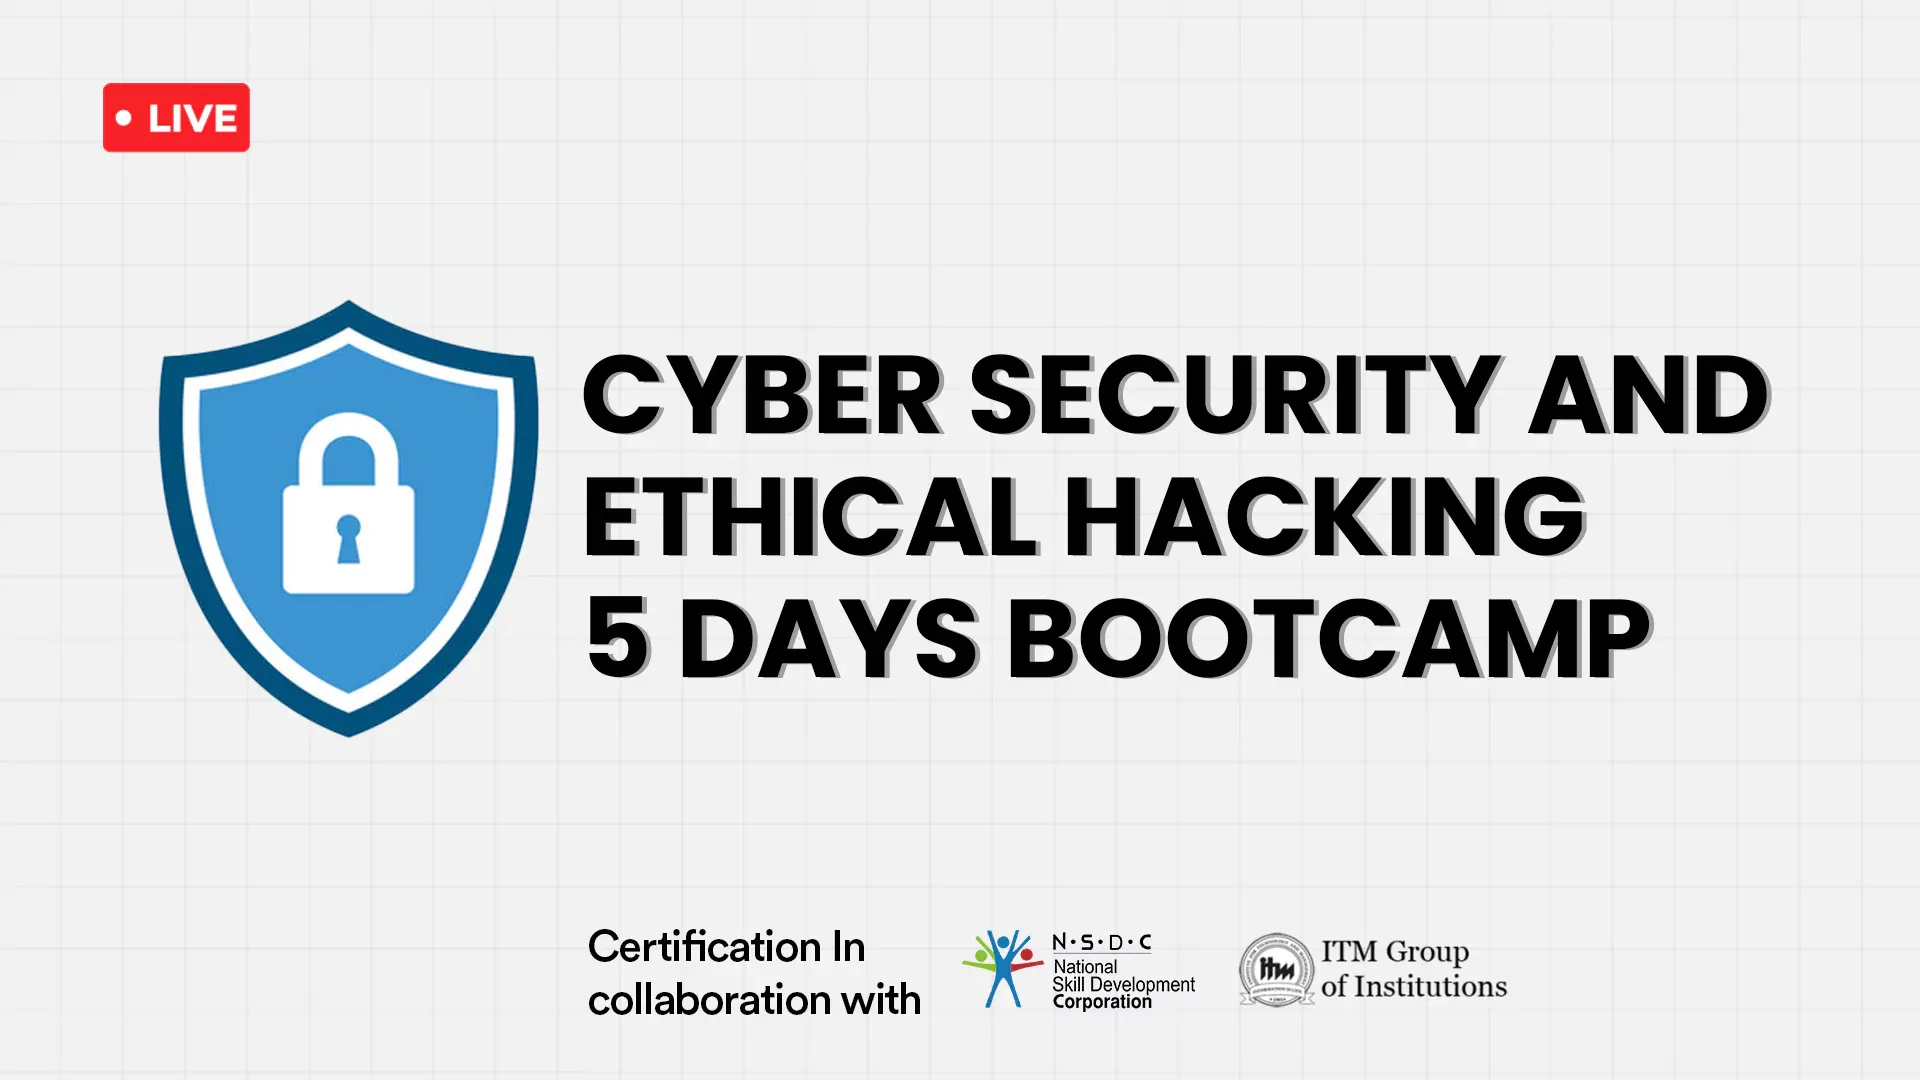 LIVE
CYBER SECURITY AND
ETHICAL HACKING
5 DAYS BOOTCAMP
Certification In
collaboration with
N·S·D·C
National
Skill Development
Corporation
itm
ITM Group
of Institutions